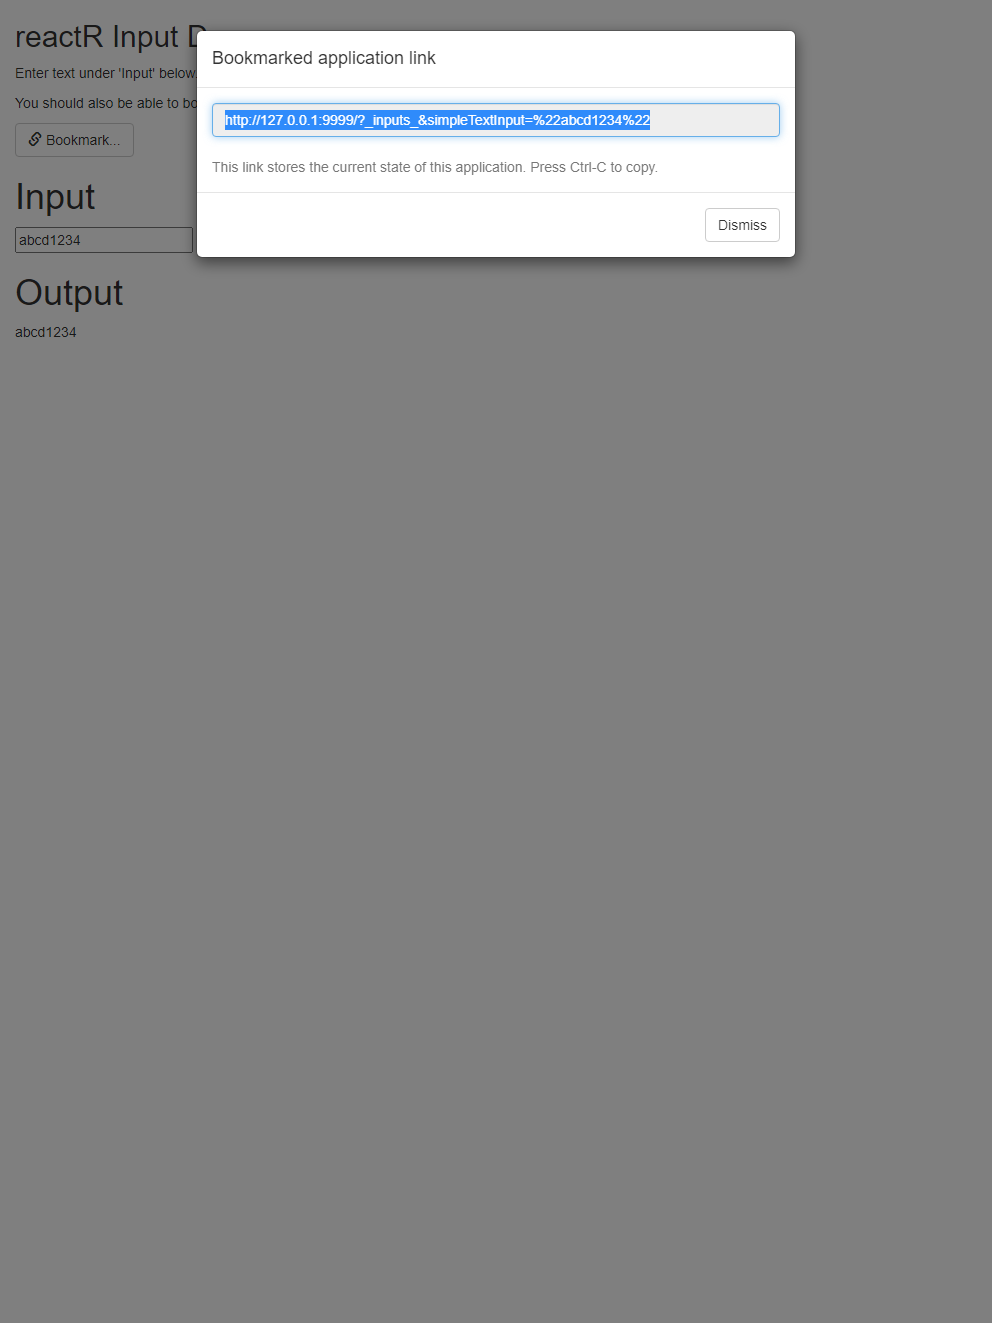 reactR Input
Enter text under 'Input' below.
You should also be able to
Bookmark...
Input
abcd1234
Output
abcd1234
Bookmarked application link
http://127.0.0.1:9999/?_inputs_&simpleTextInput=%22abcd1234%22
This link stores the current state of this application. Press Ctrl-C to copy.
Dismiss